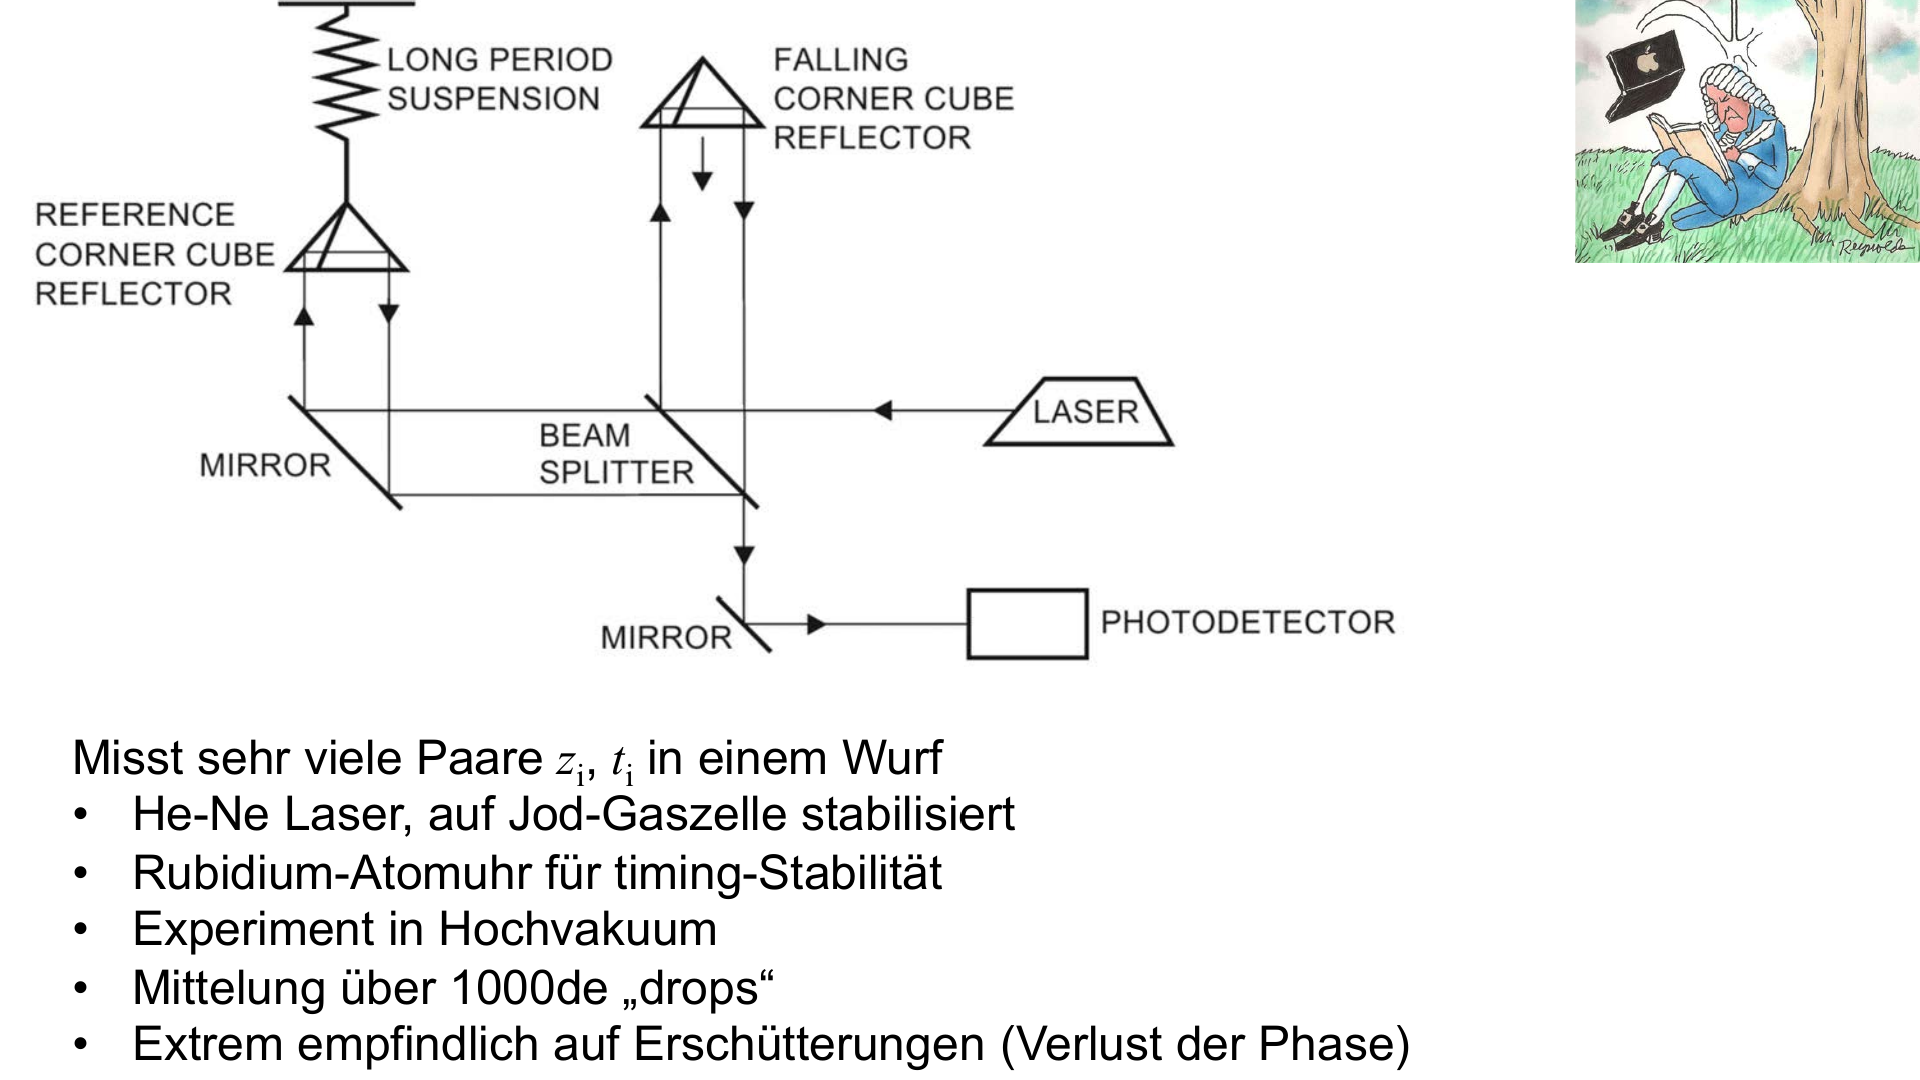 LONG PERIOD
SUSPENSION
FALLING
CORNER CUBE
REFLECTOR
REFERENCE
CORNER CUBE
REFLECTOR
LASER
BEAM
SPLITTER
MIRROR
MIRROR
PHOTODETECTOR
Reynolds
Misst sehr viele Paare zi, ti in einem Wurf
• He-Ne Laser, auf Jod-Gaszelle stabilisiert
• Rubidium-Atomuhr für timing-Stabilität
• Experiment in Hochvakuum
• Mittelung über 1000de „drops“
• Extrem empfindlich auf Erschütterungen (Verlust der Phase)